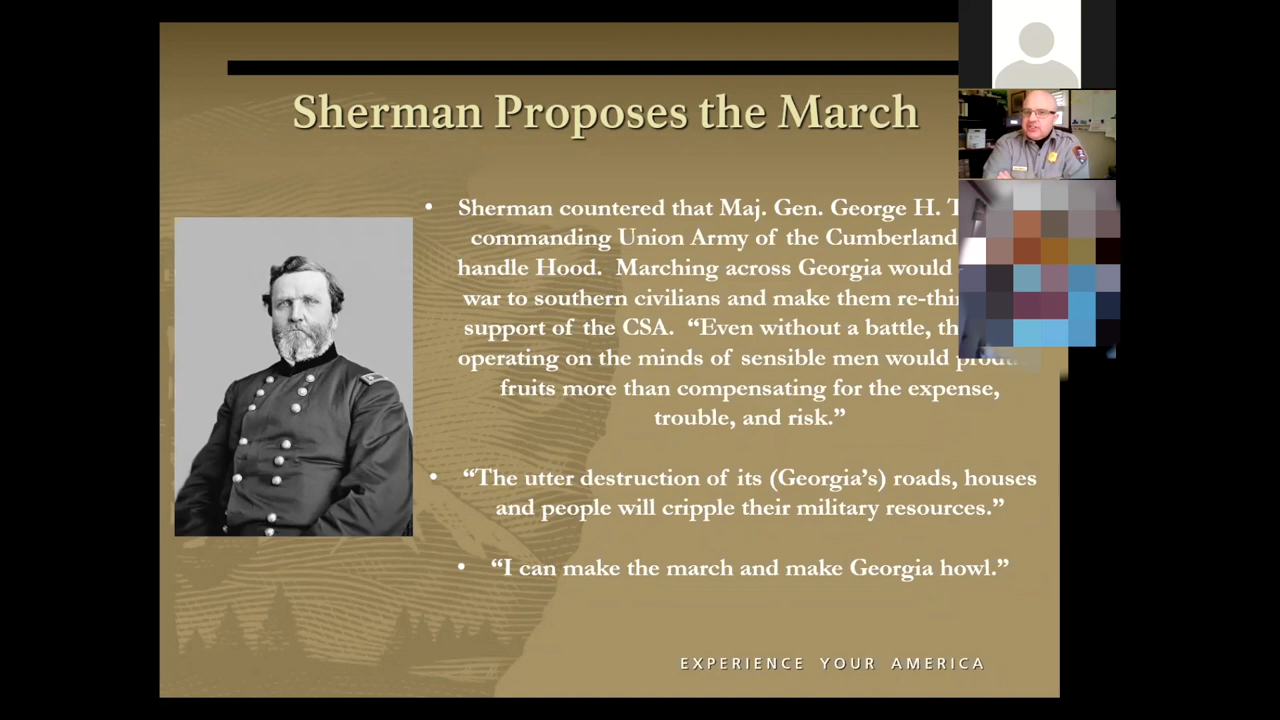 Sherman Proposes the March
• Sherman countered that Maj. Gen. George H.
commanding Union Army of the Cumberland
handle Hood. Marching across Georgia would
war to southern civilians and make them
support of the CSA. “Even without a battle,
operating on the minds of sensible men would
fruits more than compensating for the expense,
trouble, and risk.”
• “The utter destruction of its (Georgia’s) roads, houses
and people will cripple their military resources.”
• “I can make the march and make Georgia howl.”
EXPERIENCE YOUR AMERICA